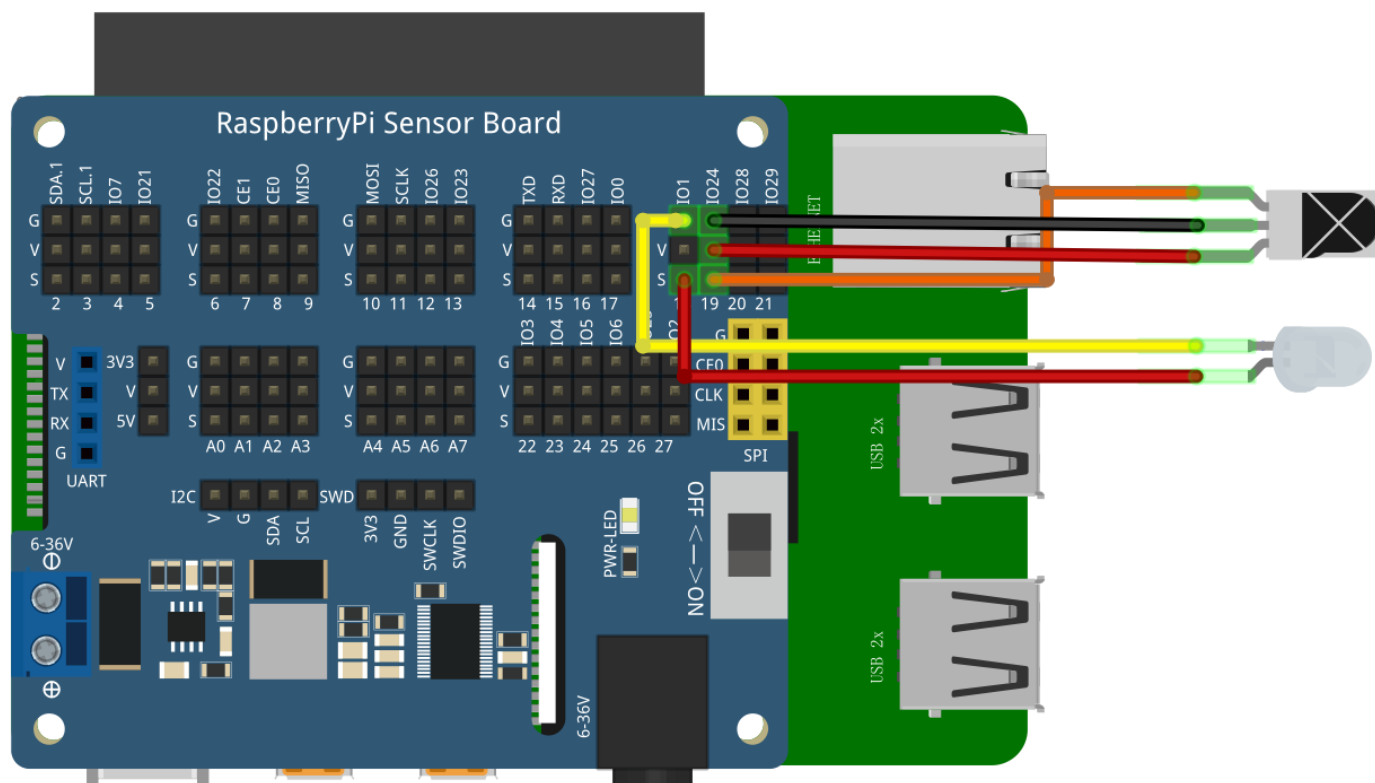 RaspberryPi Sensor Board
SDA.1 SCL.1 IO7 IO21 IO22 CE1 CE0 MISO MOSI SCLK IO26 IO23 TXD RXD IO27 IO0 IO1 IO24 IO28 IO29
G G G G
V V V V V
S S S S S
2 3 4 5 6 7 8 9 10 11 12 13 14 15 16 17 19 20 21
IO3 IO4 IO5 IO6
G
V 3V3 G G G CE0
TX V V V V CLK
RX 5V S S S MIS
G A0 A1 A2 A3 A4 A5 A6 A7 22 23 24 25 26 27
UART SPI
I2C SWD
V G SDA SCL 3V3 GND SWCLK SWDIO
PWR-LED
OFF <—> ON
6-36V
6-36V
USB 2x
USB 2x